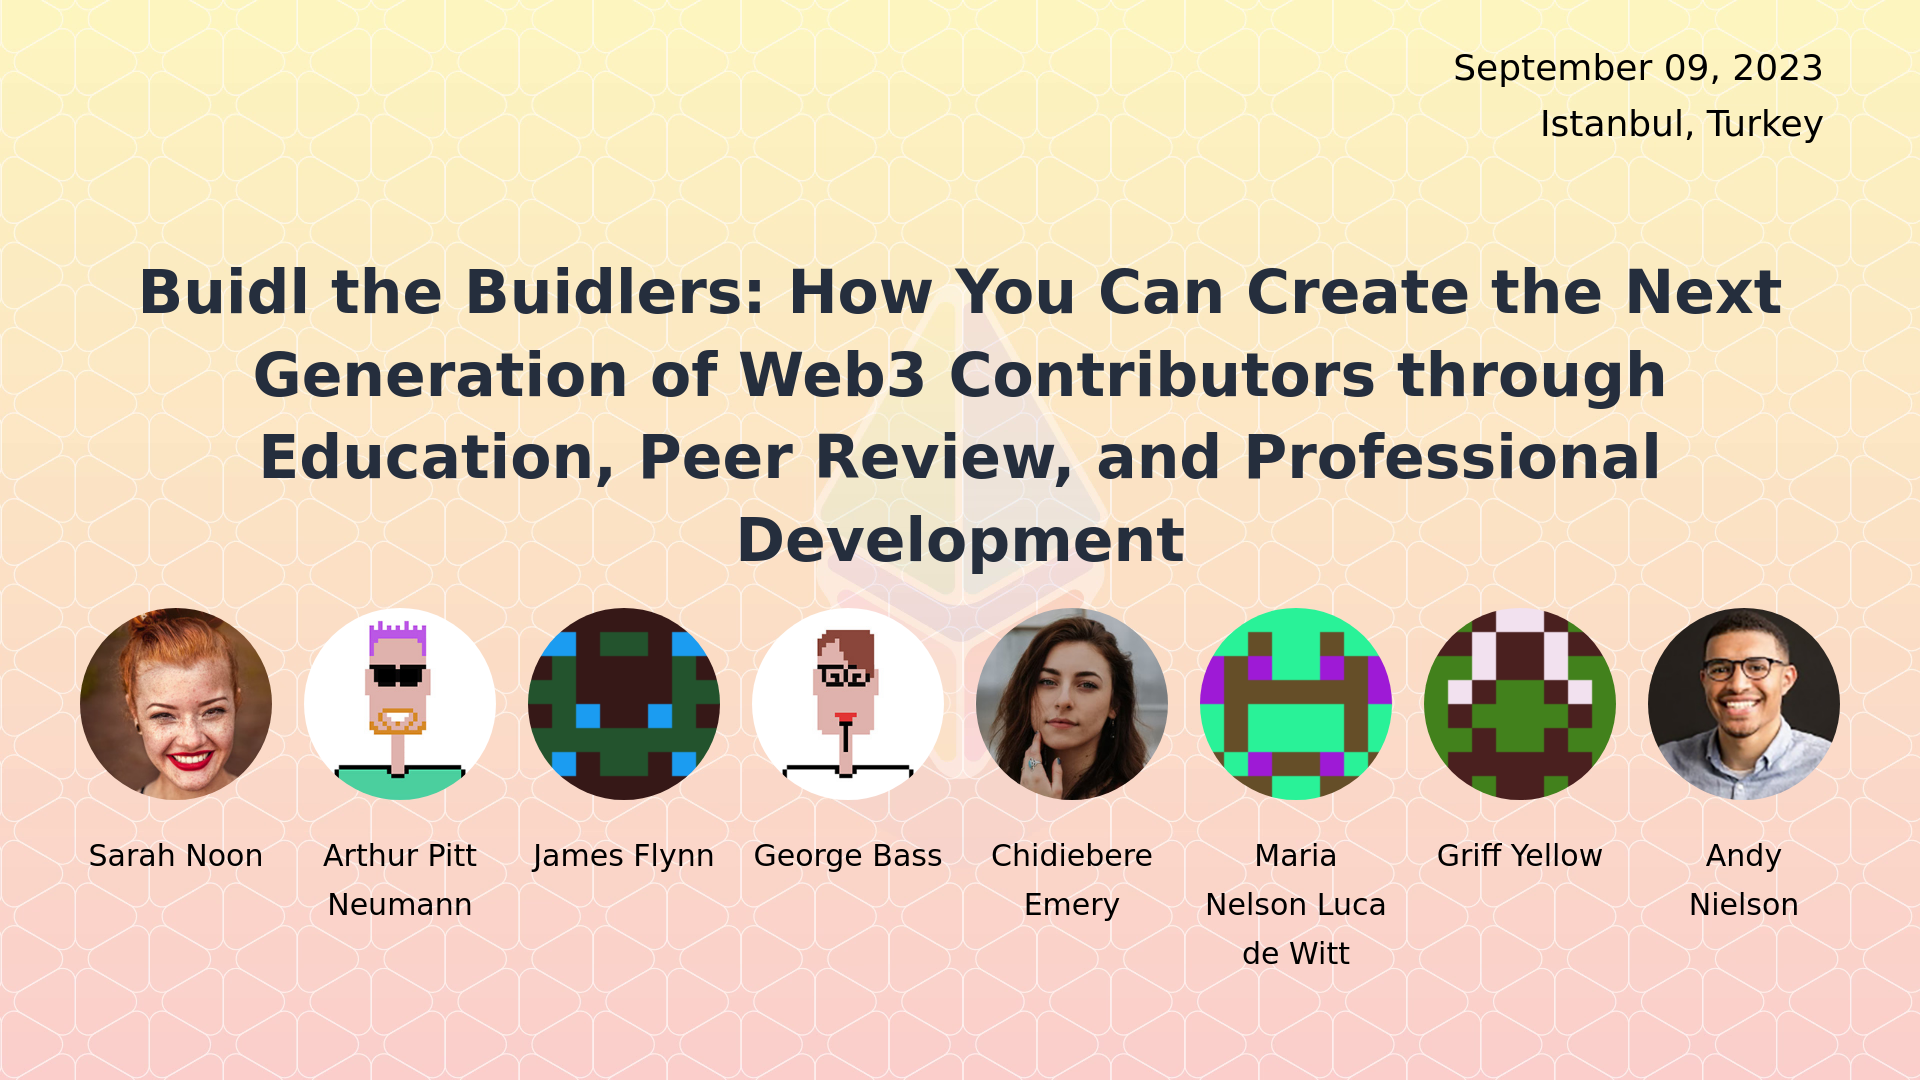 September 09, 2023
Istanbul, Turkey
Buidl the Buidlers: How You Can Create the Next
Generation of Web3 Contributors through
Education, Peer Review, and Professional
Development
Sarah Noon
Arthur Pitt
Neumann
James Flynn
George Bass
Chidiebere
Emery
Maria
Nelson Luca
de Witt
Griff Yellow
Andy
Nielson